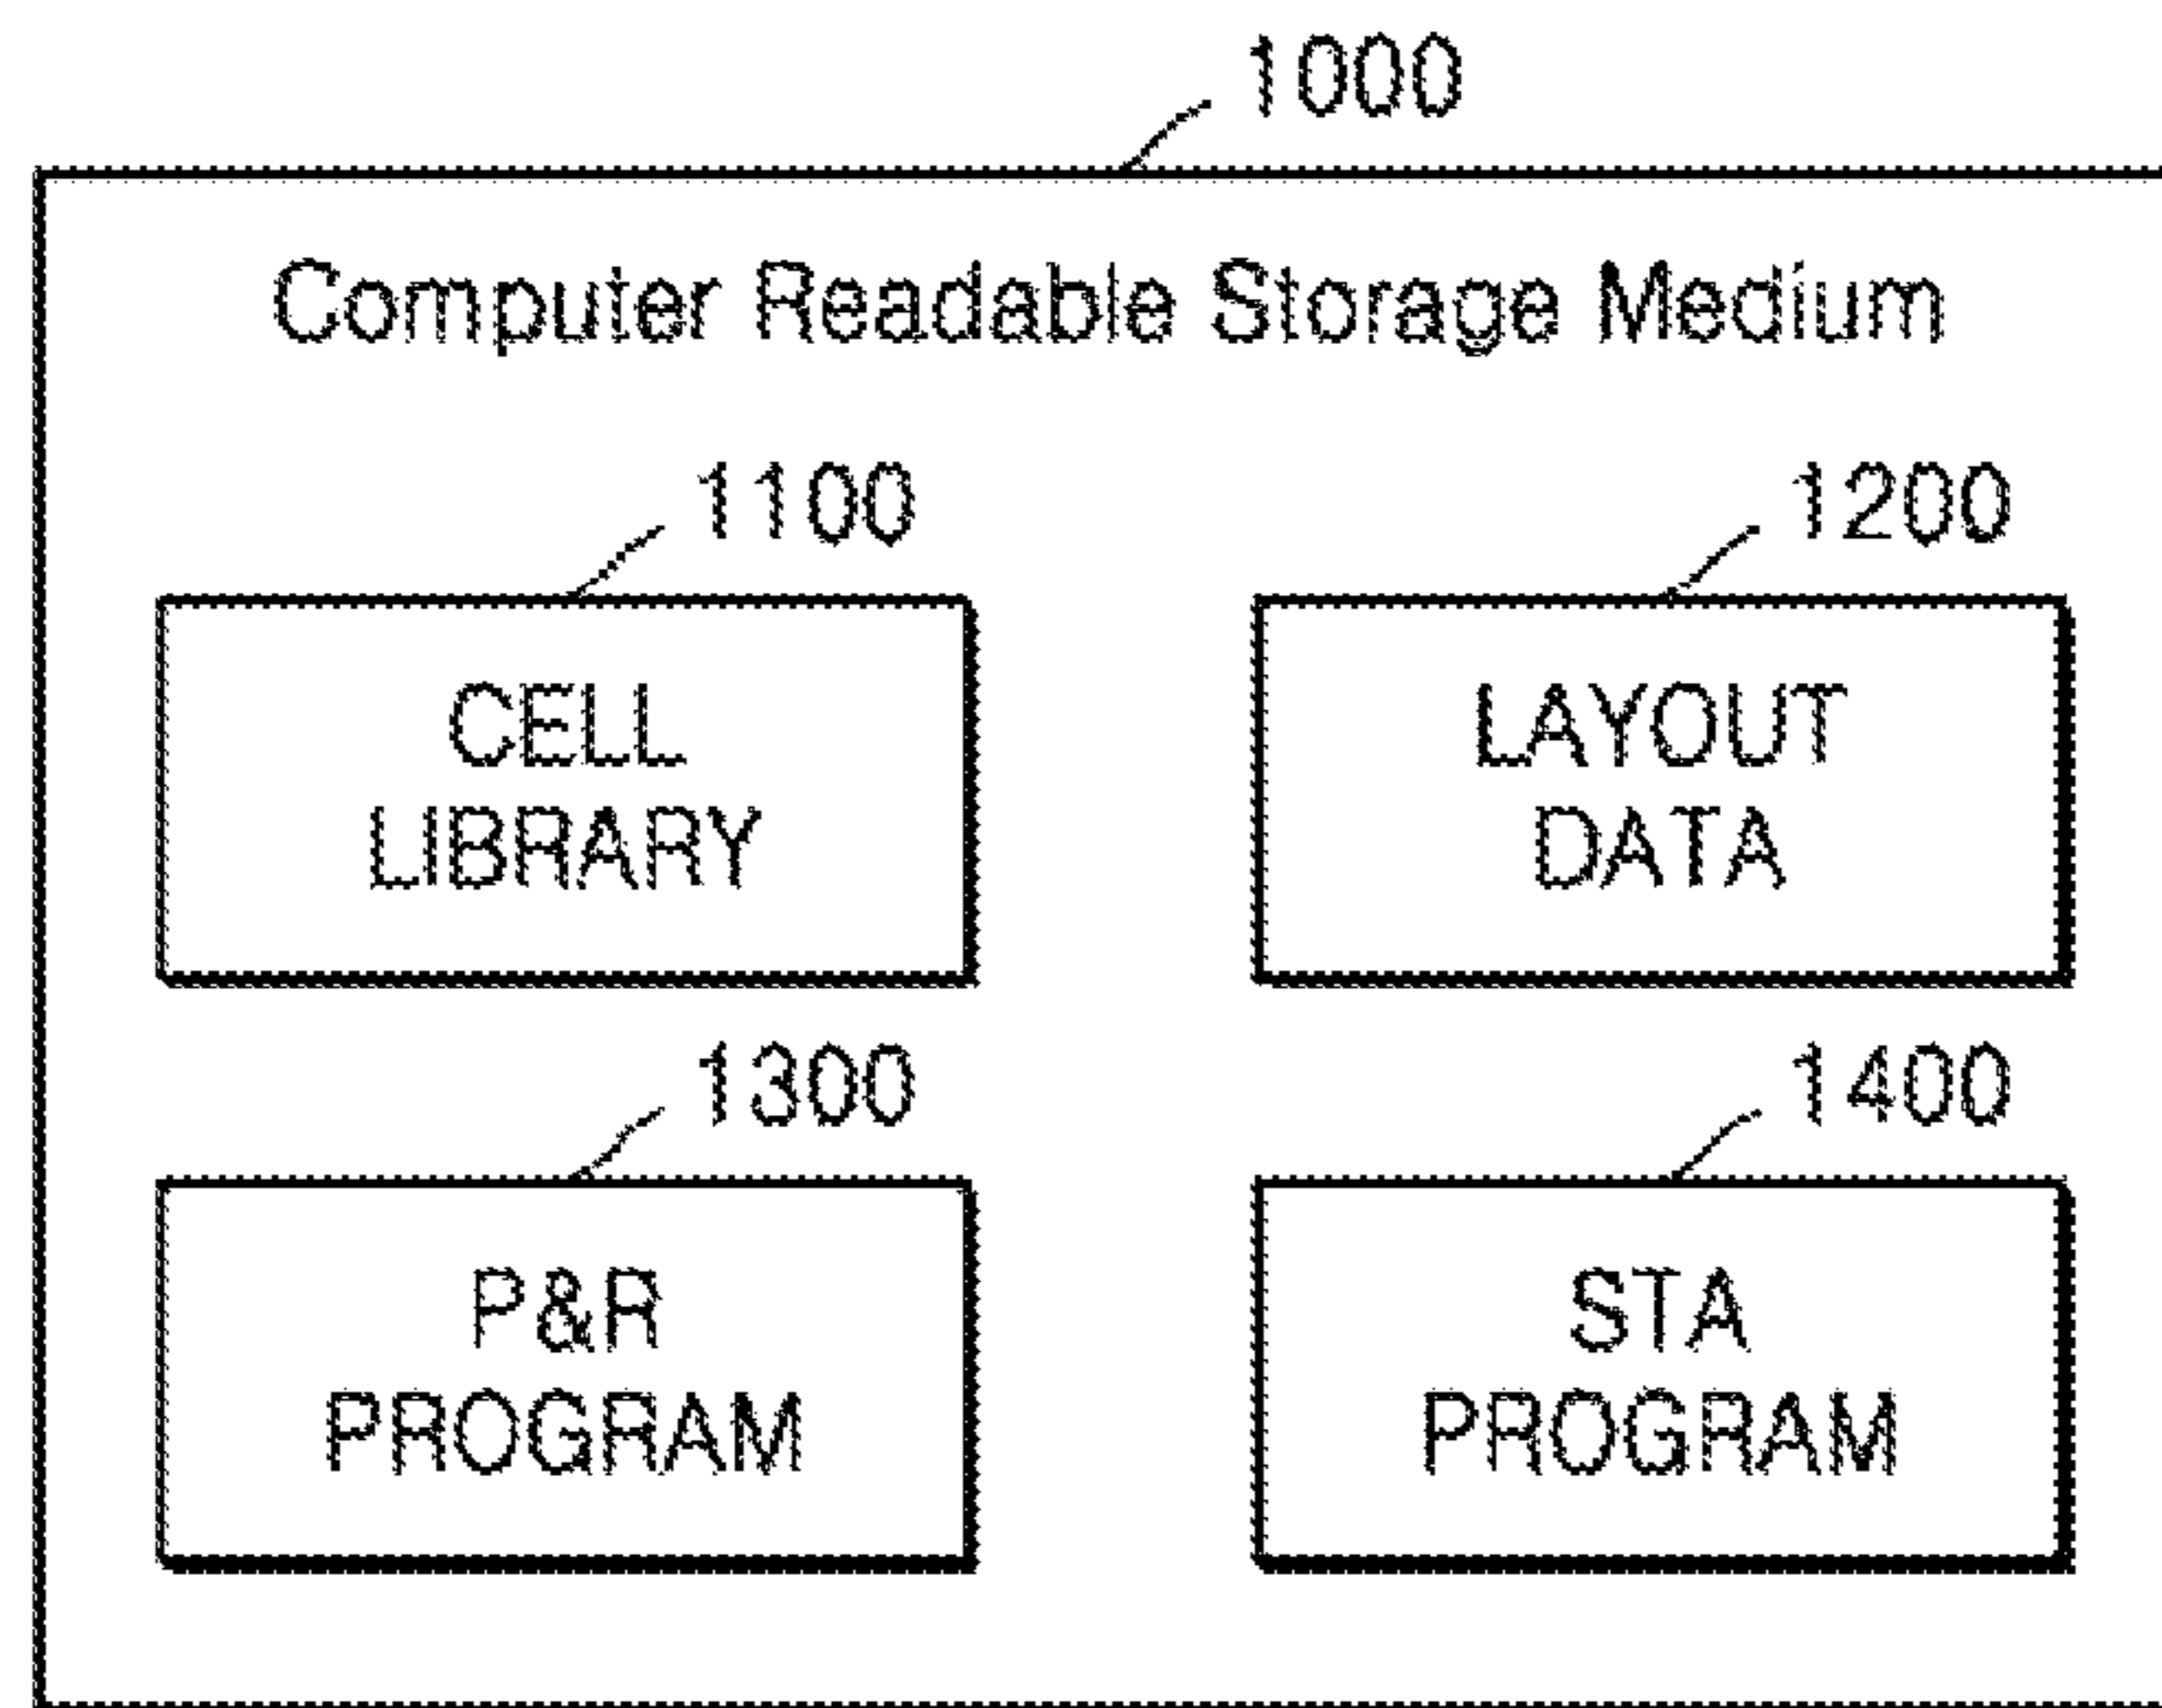 1000
Computer Readable Storage Medium
1100
1200
CELL
LIBRARY
LAYOUT
DATA
1300
1400
P&R
PROGRAM
STA
PROGRAM